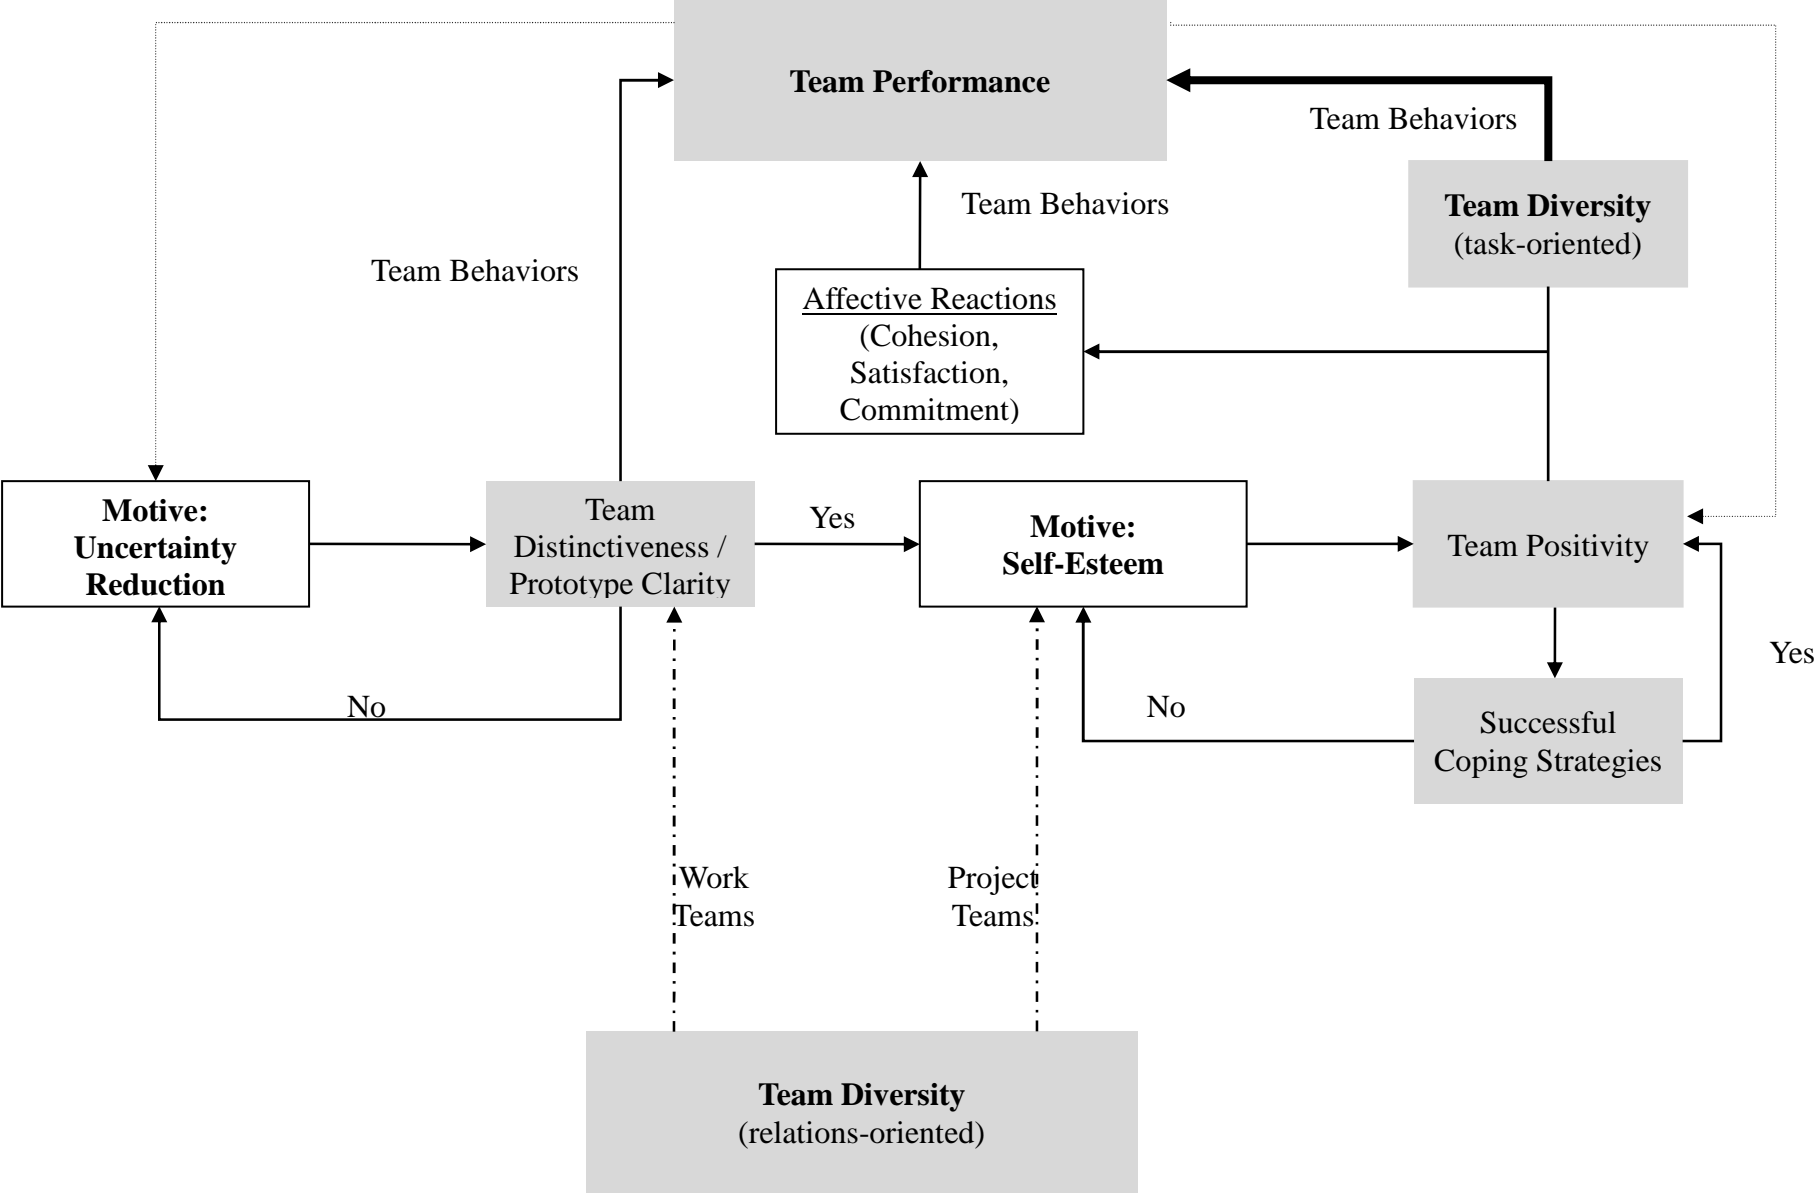 Team Performance
Team Behaviors
Team Diversity
(task-oriented)
Team Behaviors
Team Behaviors
Affective Reactions
(Cohesion,
Satisfaction,
Commitment)
Motive:
Uncertainty
Reduction
Team
Distinctiveness /
Prototype Clarity
Yes
Motive:
Self-Esteem
Team Positivity
Yes
No
No
Successful
Coping Strategies
Work
Teams
Project
Teams
Team Diversity
(relations-oriented)